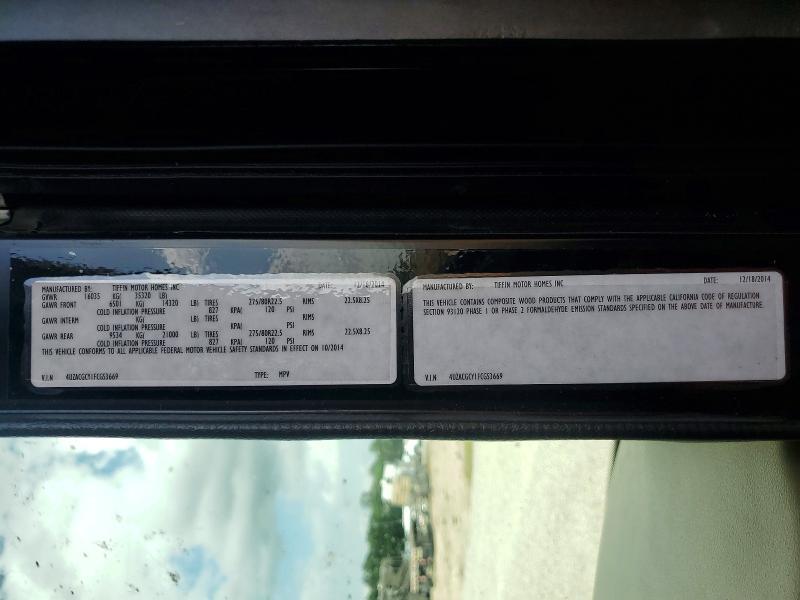 MANUFACTURED BY: TIFFIN MOTOR HOMES INC DATE: 12/18/2014
GVWR 16035 KG( 35320 LB)
GAWR FRONT 6501 KG( 14320 LB) TIRES 275/80R22.5 RIMS 22.5X8.25
COLD INFLATION PRESSURE 827 KPA( 120 PSI
GAWR INTERM KG( LB) TIRES RIMS
COLD INFLATION PRESSURE KPA( PSI
GAWR REAR 9534 KG( 21000 LB) TIRES 275/80R22.5 RIMS 22.5X8.25
COLD INFLATION PRESSURE 827 KPA( 120 PSI
THIS VEHICLE CONFORMS TO ALL APPLICABLE FEDERAL MOTOR VEHICLE SAFETY STANDARDS IN EFFECT ON 10/2014
V.I.N 4UZACGCY1FCGS3669 TYPE: MPV
MANUFACTURED BY: TIFFIN MOTOR HOMES INC DATE: 12/18/2014
THIS VEHICLE CONTAINS COMPOSITE WOOD PRODUCTS THAT COMPLY WITH THE APPLICABLE CALIFORNIA CODE OF REGULATION
SECTION 93120 PHASE 1 OR PHASE 2 FORMALDEHYDE EMISSION STANDARDS SPECIFIED ON THE ABOVE DATE OF MANUFACTURE.
V.I.N 4UZACGCY1FCGS3669